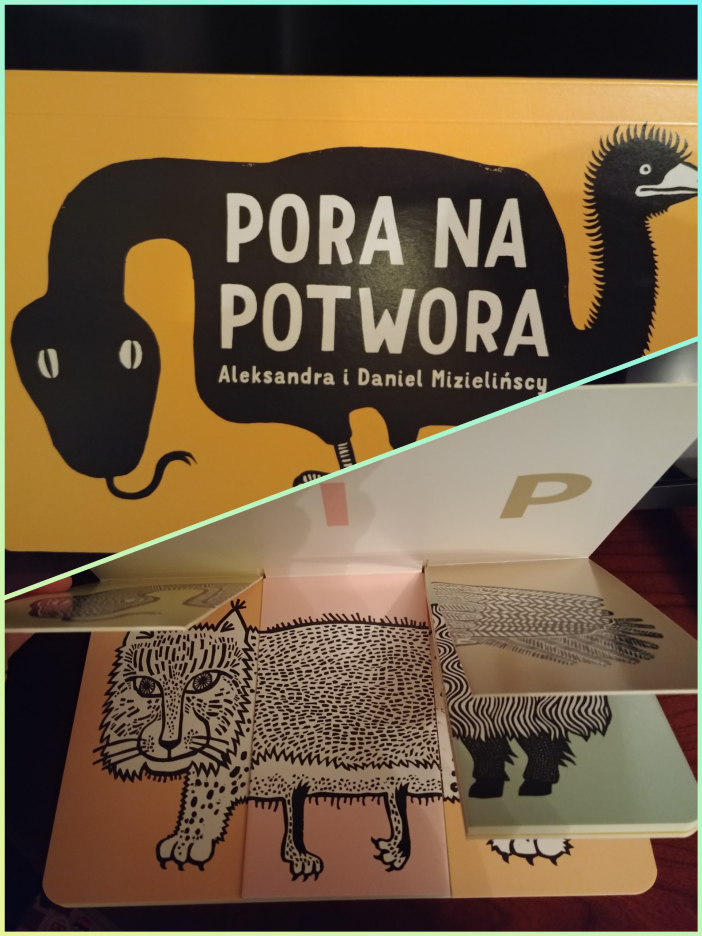 PORA NA
POTWORA
Aleksandra i Daniel Mizielińscy
I P